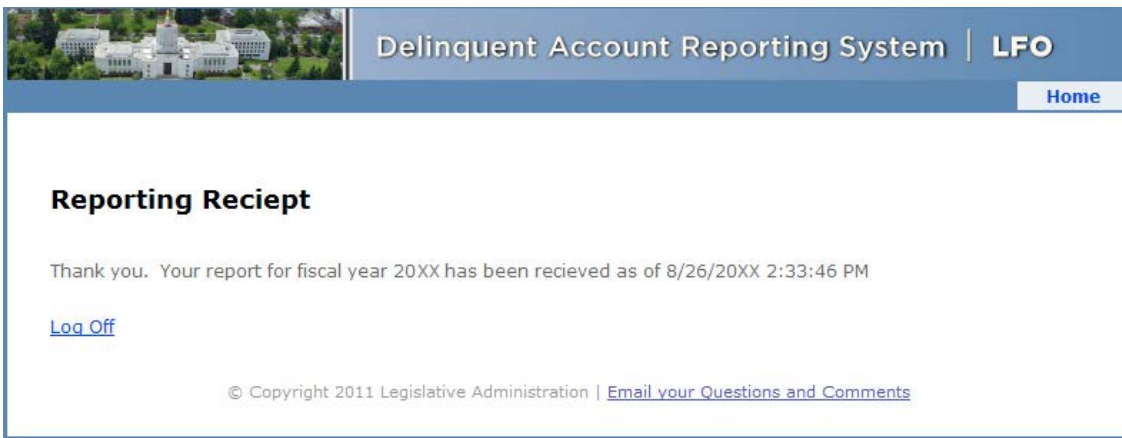 Delinquent Account Reporting System | LFO
Home
Reporting Reciept
Thank you.  Your report for fiscal year 20XX has been recieved as of 8/26/20XX 2:33:46 PM
Log Off
© Copyright 2011 Legislative Administration | Email your Questions and Comments